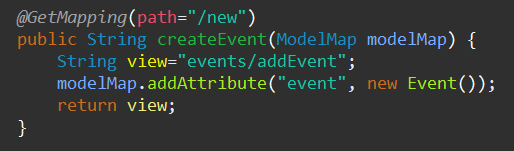 @GetMapping(path="/new")
public String createEvent(ModelMap modelMap) {
    String view="events/addEvent";
    modelMap.addAttribute("event", new Event());
    return view;
}